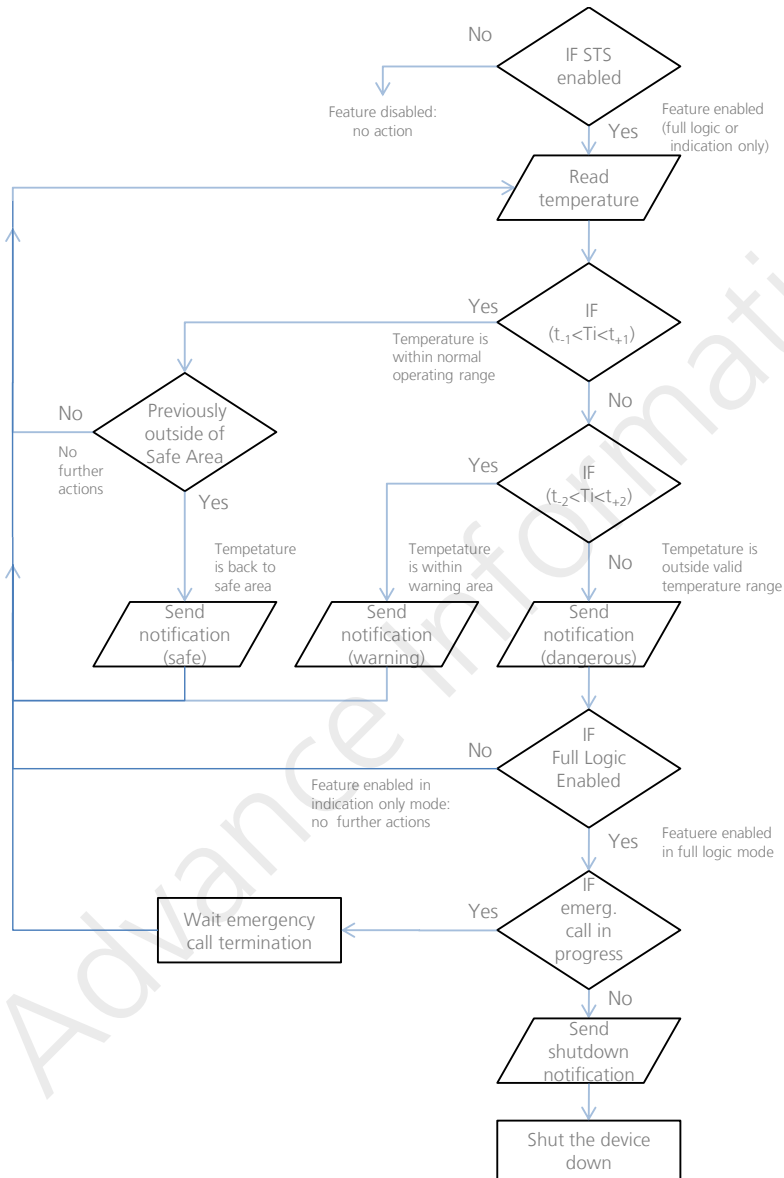 No
IF STS
enabled
Feature disabled:
no action
Yes
Feature enabled
(full logic or
indication only)
Read
temperature
IF
(t-1<Ti<t+1)
Yes
Temperature is
within normal
operating range
No
Previously
outside of
Safe Area
No
No
further
actions
Yes
IF
(t-2<Ti<t+2)
Yes
No
Tempetature
is back to
safe area
Tempetature
is within
warning area
Tempetature is
outside valid
temperature range
Send
notification
(safe)
Send
notification
(warning)
Send
notification
(dangerous)
IF
Full Logic
Enabled
No
Feature enabled in
indication only mode:
no further actions
Yes
Featuere enabled
in full logic mode
IF
emerg.
call in
progress
Yes
Wait emergency
call termination
No
Send
shutdown
notification
Shut the device
down
Advance Informati